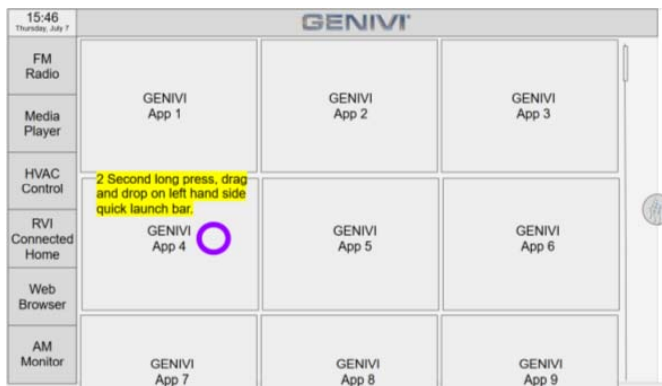 15:46
Thursday, July 7
GENIVI
FM
Radio
Media
Player
HVAC
Control
RVI
Connected
Home
Web
Browser
AM
Monitor
GENIVI
App 1
GENIVI
App 2
GENIVI
App 3
2 Second long press, drag
and drop on left hand side
quick launch bar.
GENIVI
App 4
GENIVI
App 5
GENIVI
App 6
GENIVI
App 7
GENIVI
App 8
GENIVI
App 9